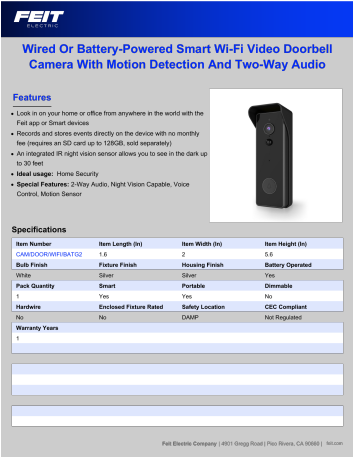 FEIT
ELECTRIC
Wired Or Battery-Powered Smart Wi-Fi Video Doorbell
Camera With Motion Detection And Two-Way Audio
Features
• Look in on your home or office from anywhere in the world with the
Feit app or Smart devices
• Records and stores events directly on the device with no monthly
fee (requires an SD card up to 128GB, sold separately)
• An integrated IR night vision sensor allows you to see in the dark up
to 30 feet
• Ideal usage: Home Security
• Special Features: 2-Way Audio, Night Vision Capable, Voice
Control, Motion Sensor
Specifications
Item Number Item Length (In) Item Width (In) Item Height (In)
CAM/DOOR/WIFI/BATG2 1.6 2 5.6
Bulb Finish Fixture Finish Housing Finish Battery Operated
White Silver Silver Yes
Pack Quantity Smart Portable Dimmable
1 Yes Yes No
Hardwire Enclosed Fixture Rated Safety Location CEC Compliant
No No DAMP Not Regulated
Warranty Years
1
Feit Electric Company | 4901 Gregg Road | Pico Rivera, CA 90660 | feit.com